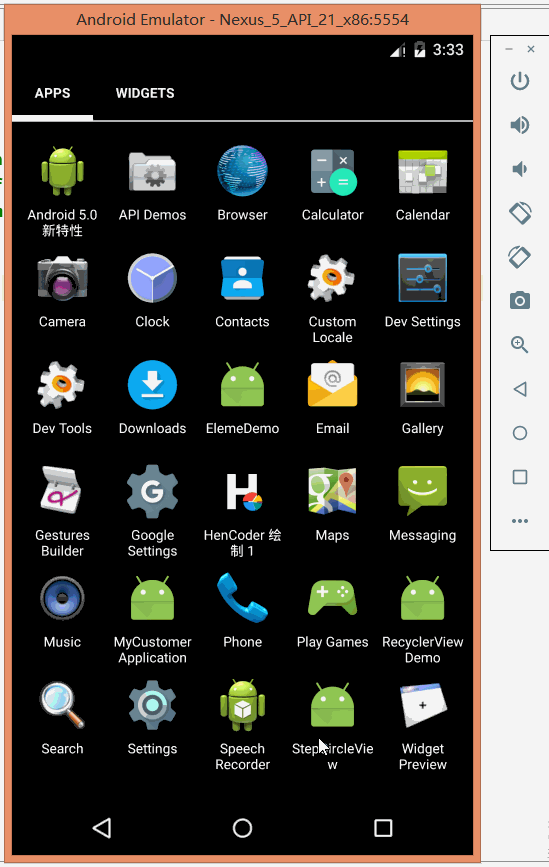 Android Emulator - Nexus_5_API_21_x86:5554
3:33
APPS WIDGETS
Android 5.0
新特性
API Demos
Browser
Calculator
Calendar
Camera
Clock
Contacts
Custom
Locale
Dev Settings
Dev Tools
Downloads
ElemeDemo
Email
Gallery
Gestures
Builder
Google
Settings
HenCoder 绘
制 1
Maps
Messaging
Music
MyCustomer
Application
Phone
Play Games
RecyclerView
Demo
Search
Settings
Speech
Recorder
Widget
Preview